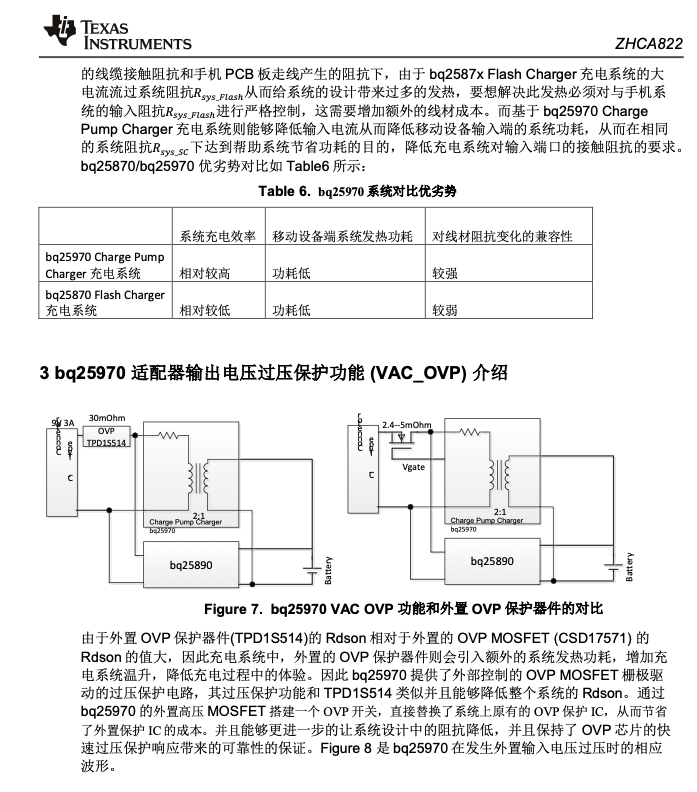 TEXAS
INSTRUMENTS
ZHCA822
的线缆接触阻抗和手机 PCB 板走线产生的阻抗下，由于 bq2587x Flash Charger 充电系统的大
电流流过系统阻抗Rsys_Flash从而给系统的设计带来过多的发热，要想解决此发热必须对与手机系
统的输入阻抗Rsys_Flash进行严格控制，这需要增加额外的线材成本。而基于 bq25970 Charge
Pump Charger 充电系统则能够降低输入电流从而降低移动设备输入端的系统功耗，从而在相同
的系统阻抗Rsys_SC下达到帮助系统节省功耗的目的，降低充电系统对输入端口的接触阻抗的要求。
bq25870/bq25970 优劣势对比如 Table6 所示：
Table 6. bq25970 系统对比优劣势
系统充电效率 移动设备端系统发热功耗 对线材阻抗变化的兼容性
bq25970 Charge Pump
Charger 充电系统 相对较高 功耗低 较强
bq25870 Flash Charger
充电系统 相对较低 功耗低 较弱
3 bq25970 适配器输出电压过压保护功能 (VAC_OVP) 介绍
9V 3A
30mOhm
OVP
TPD1S514
C
2:1
Charge Pump Charger
bq25970
bq25890
Battery
2.4--5mOhm
Vgate
C
2:1
Charge Pump Charger
bq25970
bq25890
Battery
Figure 7. bq25970 VAC OVP 功能和外置 OVP 保护器件的对比
由于外置 OVP 保护器件(TPD1S514)的 Rdson 相对于外置的 OVP MOSFET (CSD17571) 的
Rdson 的值大，因此充电系统中，外置的 OVP 保护器件则会引入额外的系统发热功耗，增加充
电系统温升，降低充电过程中的体验。因此 bq25970 提供了外部控制的 OVP MOSFET 栅极驱
动的过压保护电路，其过压保护功能和 TPD1S514 类似并且能够降低整个系统的 Rdson。通过
bq25970 的外置高压 MOSFET 搭建一个 OVP 开关，直接替换了系统上原有的 OVP 保护 IC，从而节省
了外置保护 IC 的成本。并且能够更进一步的让系统设计中的阻抗降低，并且保持了 OVP 芯片的快
速过压保护响应带来的可靠性的保证。Figure 8 是 bq25970 在发生外置输入电压过压时的相应
波形。